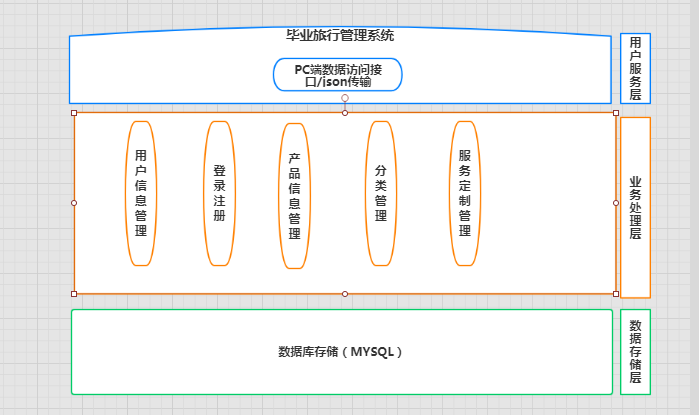 毕业旅行管理系统
PC端数据访问接
口/json传输
用户服务层
用户信息管理
登录注册
产品信息管理
分类管理
服务定制管理
业务处理层
数据库存储（MYSQL）
数据存储层